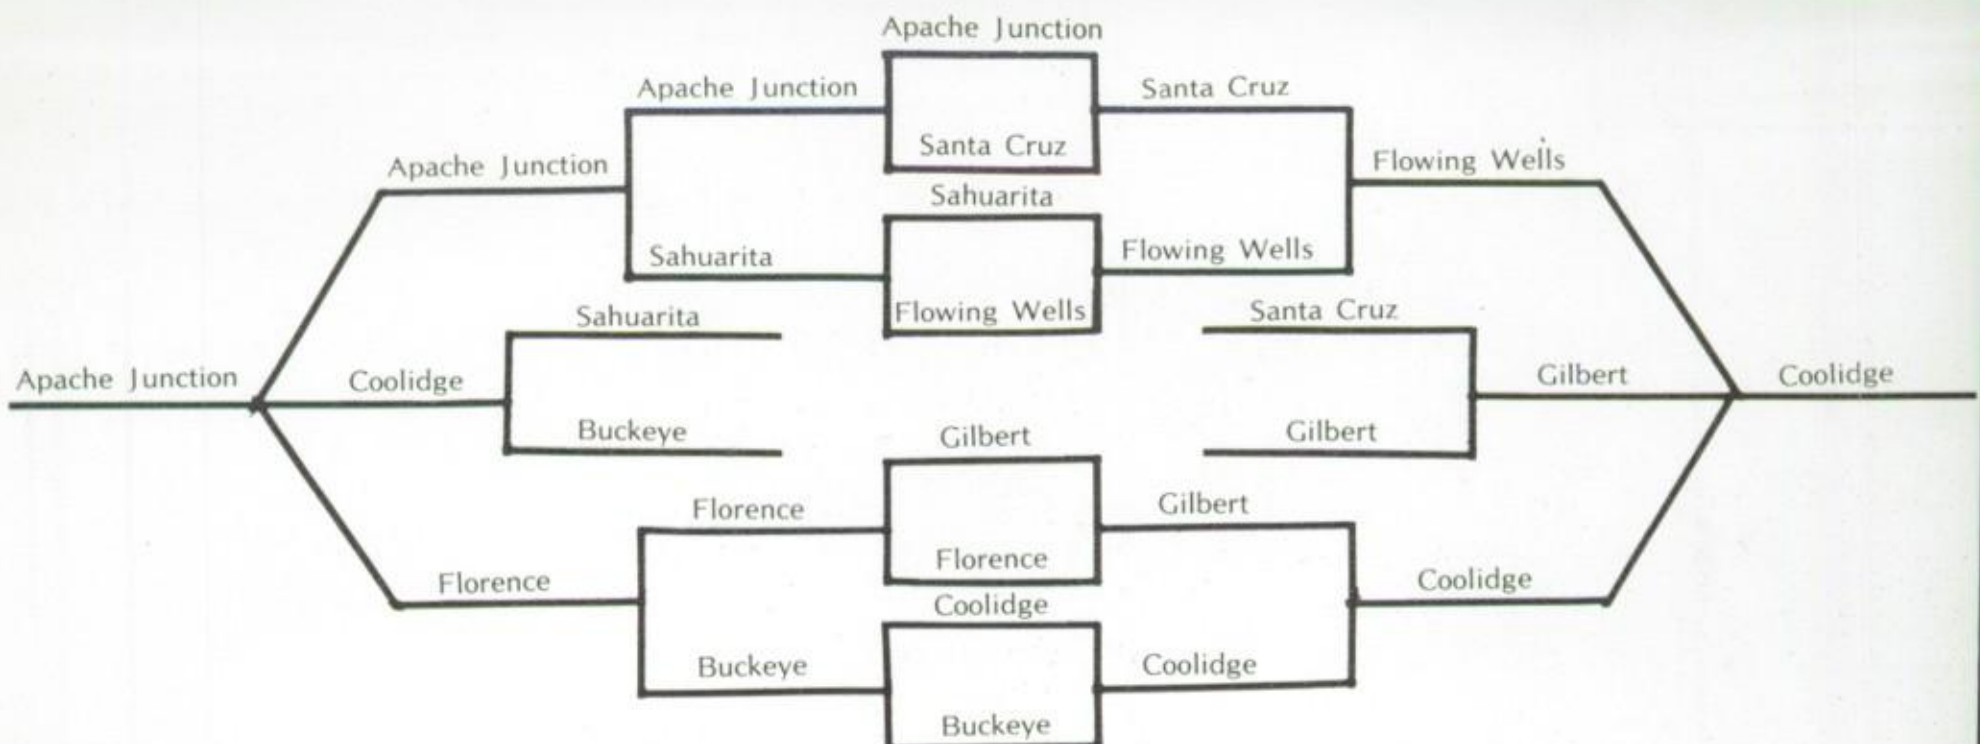 Apache Junction
Apache Junction
Santa Cruz
Santa Cruz
Apache Junction
Flowing Wells
Sahuarita
Sahuarita
Flowing Wells
Flowing Wells
Sahuarita
Santa Cruz
Apache Junction
Coolidge
Gilbert
Coolidge
Buckeye
Gilbert
Gilbert
Florence
Gilbert
Florence
Florence
Coolidge
Coolidge
Buckeye
Coolidge
Buckeye